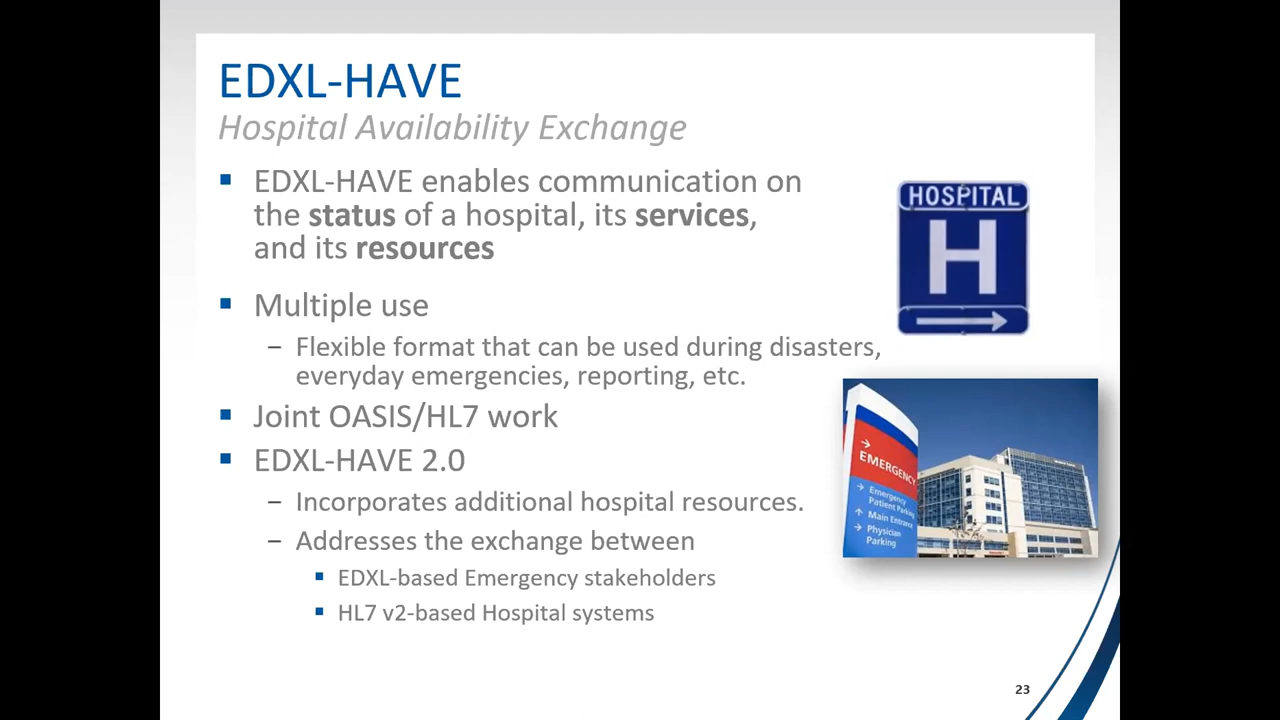 EDXL-HAVE
Hospital Availability Exchange
▪ EDXL-HAVE enables communication on
the status of a hospital, its services,
and its resources
▪ Multiple use
– Flexible format that can be used during disasters,
everyday emergencies, reporting, etc.
▪ Joint OASIS/HL7 work
▪ EDXL-HAVE 2.0
– Incorporates additional hospital resources.
– Addresses the exchange between
▪ EDXL-based Emergency stakeholders
▪ HL7 v2-based Hospital systems
HOSPITAL
H
→
→
EMERGENCY
→ Emergency
Patient Parking
↑ Main Entrance
→ Physician
Parking
23